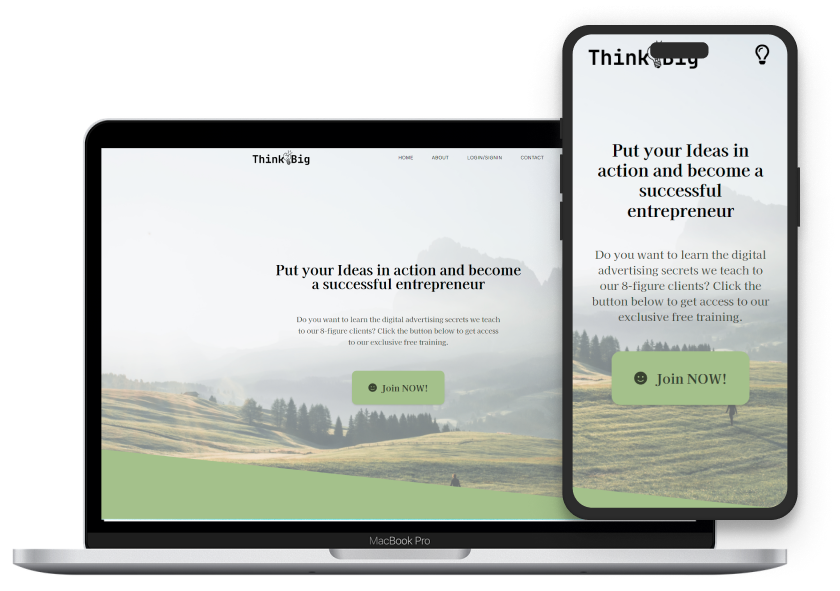 Think Big
HOME ABOUT LOGIN/SIGNIN CONTACT
Put your Ideas in action and become
a successful entrepreneur
Do you want to learn the digital advertising secrets we teach
to our 8-figure clients? Click the button below to get access
to our exclusive free training.
Join NOW!
MacBook Pro
Think Big
Put your Ideas in
action and become a
successful
entrepreneur
Do you want to learn the digital
advertising secrets we teach to
our 8-figure clients? Click the
button below to get access to our
exclusive free training.
Join NOW!